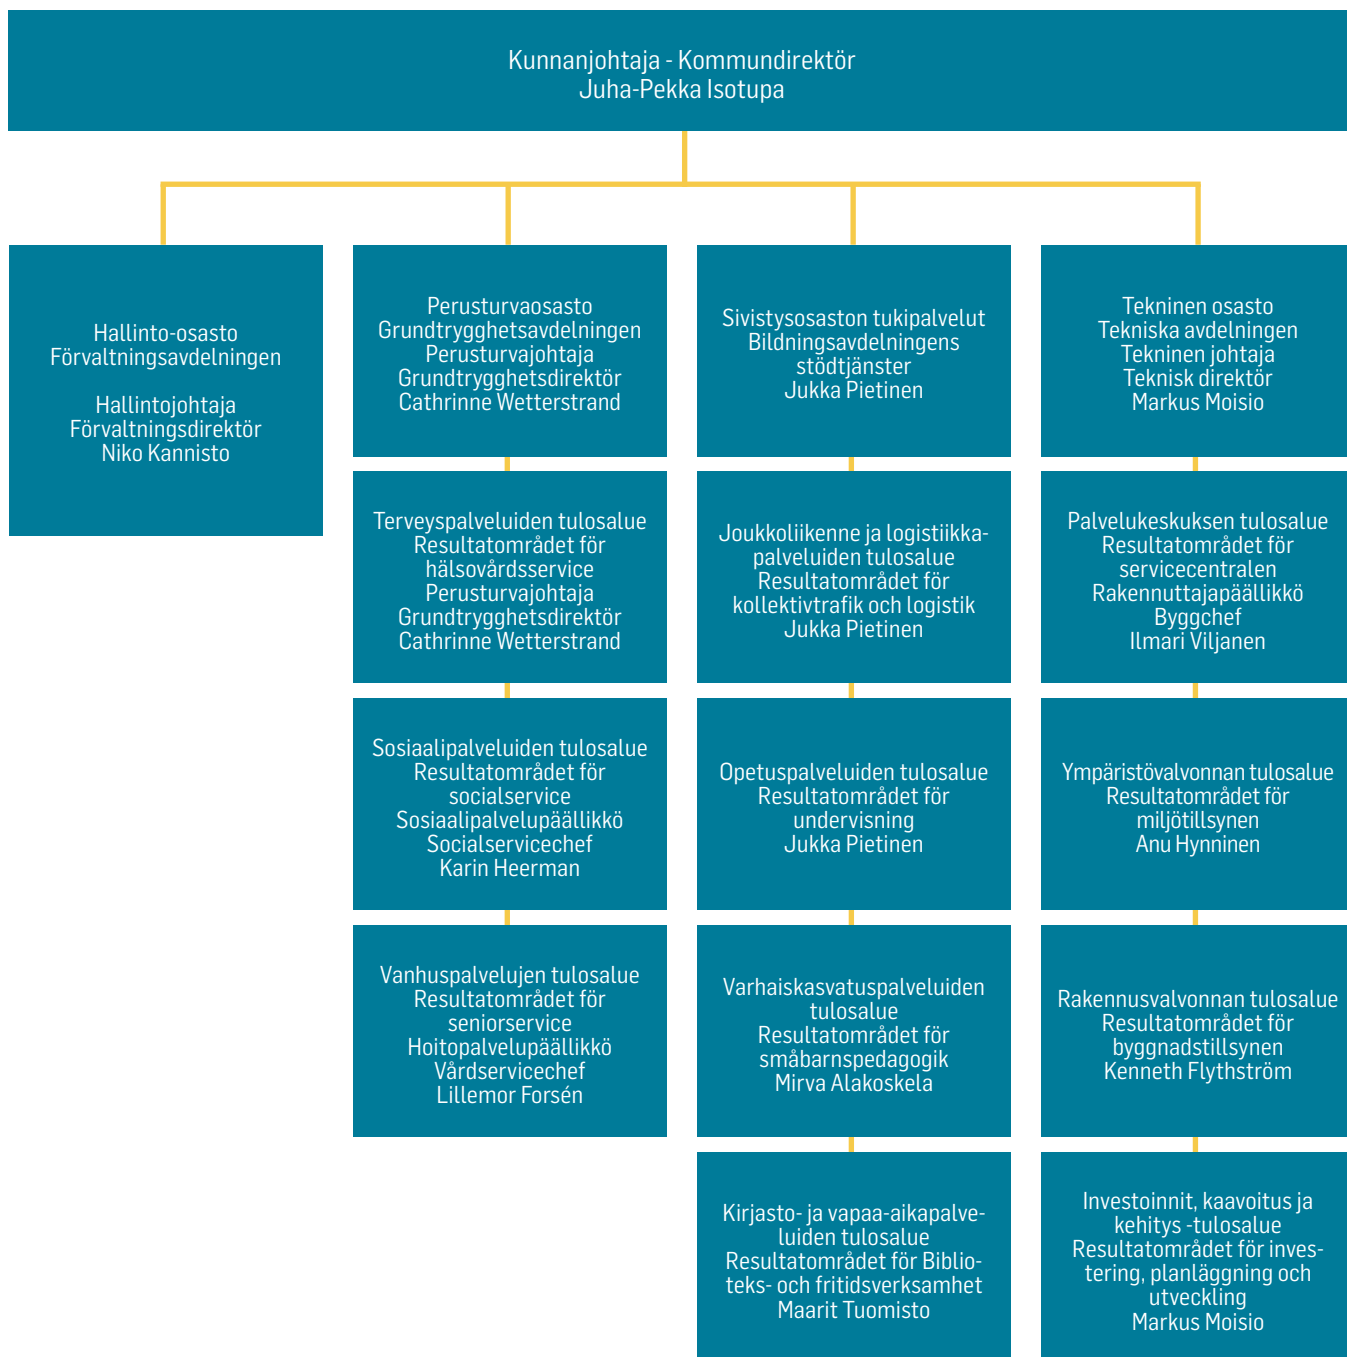 Kunnanjohtaja - Kommundirektör
Juha-Pekka Isotupa
Hallinto-osasto
Förvaltningsavdelningen
Hallintojohtaja
Förvaltningsdirektör
Niko Kannisto
Perusturvaosasto
Grundtrygghetsavdelningen
Perusturvajohtaja
Grundtrygghetsdirektör
Cathrinne Wetterstrand
Terveyspalveluiden tulosalue
Resultatområdet för
hälsovårdsservice
Perusturvajohtaja
Grundtrygghetsdirektör
Cathrinne Wetterstrand
Sosiaalipalveluiden tulosalue
Resultatområdet för
socialservice
Sosiaalipalvelupäällikkö
Socialservicechef
Karin Heerman
Vanhuspalvelujen tulosalue
Resultatområdet för
seniorservice
Hoitopalvelupäällikkö
Vårdservicechef
Lillemor Forsén
Sivistysosaston tukipalvelut
Bildningsavdelningens
stödtjänster
Jukka Pietinen
Joukkoliikenne ja logistiikka-
palveluiden tulosalue
Resultatområdet för
kollektivtrafik och logistik
Jukka Pietinen
Opetuspalveluiden tulosalue
Resultatområdet för
undervisning
Jukka Pietinen
Varhaiskasvatuspalveluiden
tulosalue
Resultatområdet för
småbarnspedagogik
Mirva Alakoskela
Kirjasto- ja vapaa-aikapalve-
luiden tulosalue
Resultatområdet för Biblio-
teks- och fritidsverksamhet
Maarit Tuomisto
Tekninen osasto
Tekniska avdelningen
Tekninen johtaja
Teknisk direktör
Markus Moisio
Palvelukeskuksen tulosalue
Resultatområdet för
servicecentralen
Rakennuttajapäällikkö
Byggchef
Ilmari Viljanen
Ympäristövalvonnan tulosalue
Resultatområdet för
miljötillsynen
Anu Hynninen
Rakennusvalvonnan tulosalue
Resultatområdet för
byggnadstillsynen
Kenneth Flythström
Investoinnit, kaavoitus ja
kehitys -tulosalue
Resultatområdet för inves-
tering, planläggning och
utveckling
Markus Moisio